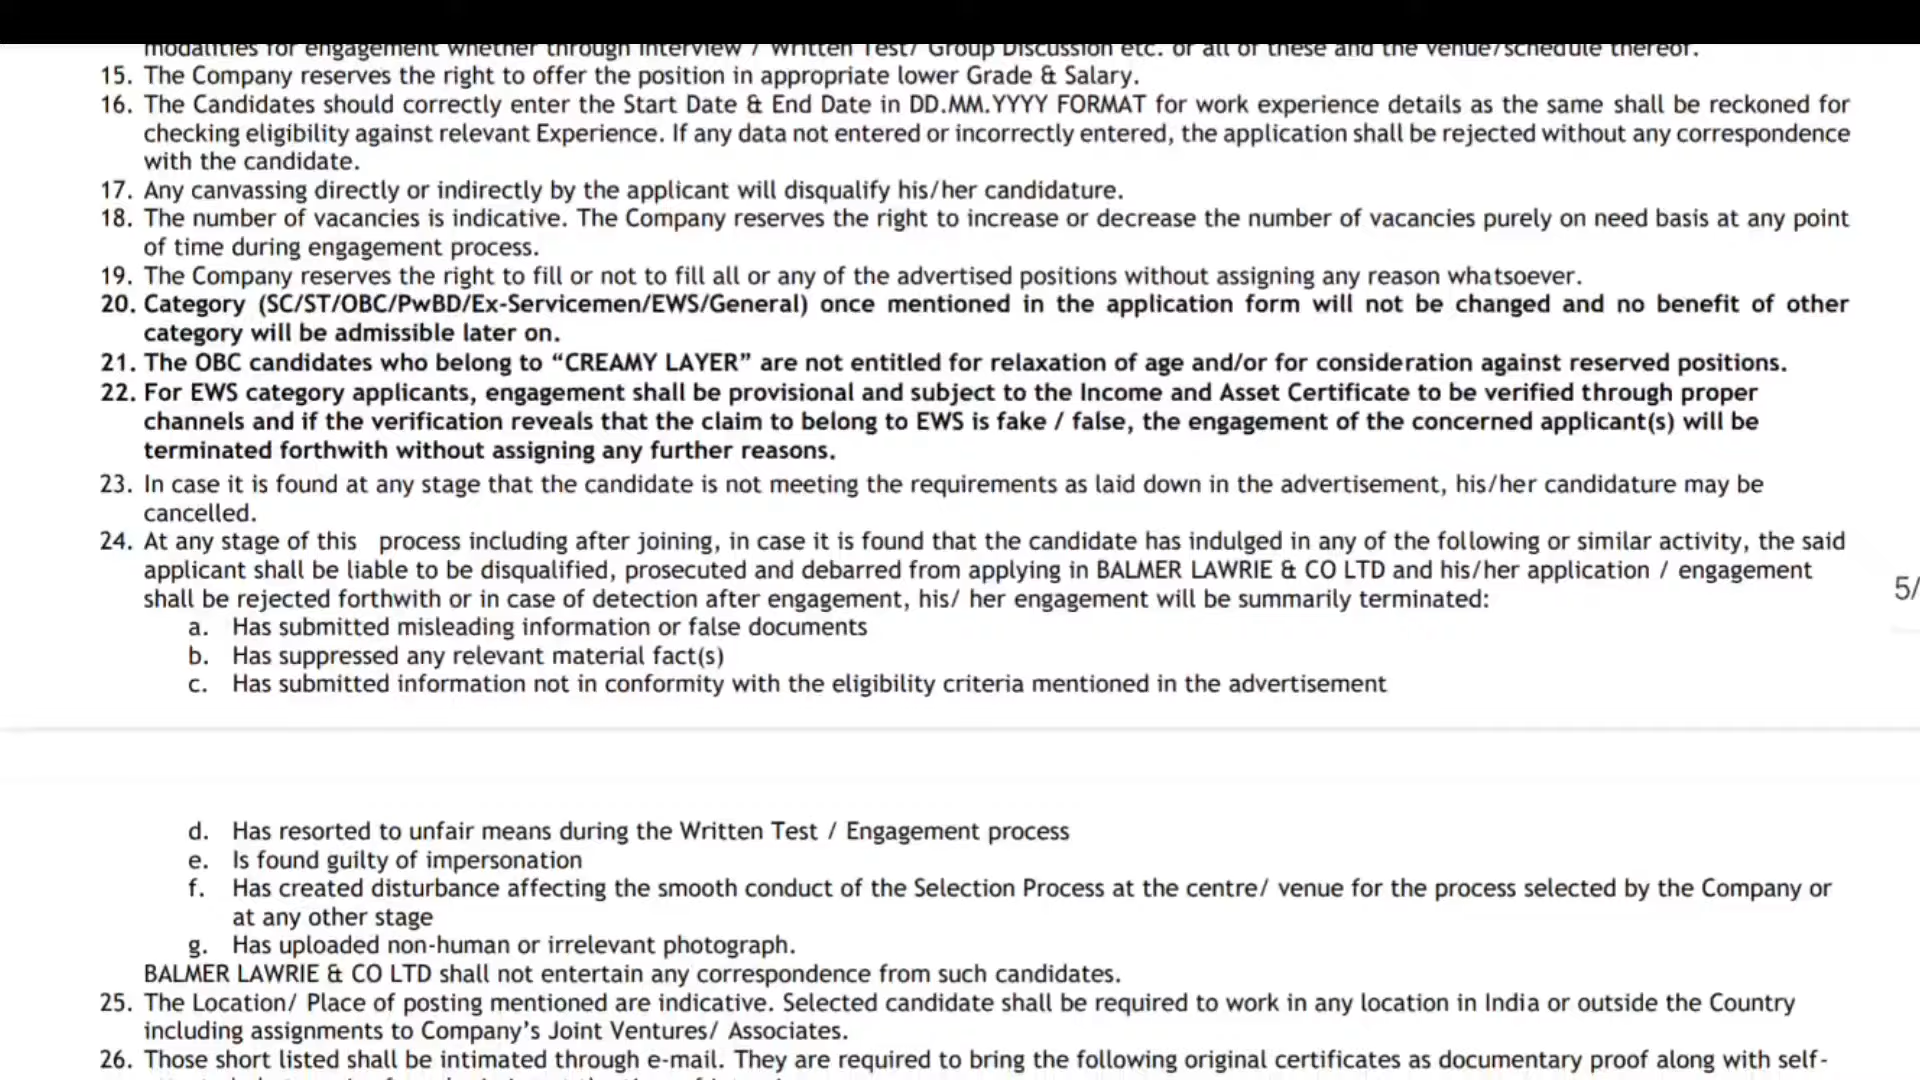 modalities for engagement whether through Interview / Written Test/ Group Discussion etc. or all of these and the venue/schedule thereof.
15. The Company reserves the right to offer the position in appropriate lower Grade & Salary.
16. The Candidates should correctly enter the Start Date & End Date in DD.MM.YYYY FORMAT for work experience details as the same shall be reckoned for
checking eligibility against relevant Experience. If any data not entered or incorrectly entered, the application shall be rejected without any correspondence
with the candidate.
17. Any canvassing directly or indirectly by the applicant will disqualify his/her candidature.
18. The number of vacancies is indicative. The Company reserves the right to increase or decrease the number of vacancies purely on need basis at any point
of time during engagement process.
19. The Company reserves the right to fill or not to fill all or any of the advertised positions without assigning any reason whatsoever.
20. Category (SC/ST/OBC/PwBD/Ex-Servicemen/EWS/General) once mentioned in the application form will not be changed and no benefit of other
category will be admissible later on.
21. The OBC candidates who belong to “CREAMY LAYER” are not entitled for relaxation of age and/or for consideration against reserved positions.
22. For EWS category applicants, engagement shall be provisional and subject to the Income and Asset Certificate to be verified through proper
channels and if the verification reveals that the claim to belong to EWS is fake / false, the engagement of the concerned applicant(s) will be
terminated forthwith without assigning any further reasons.
23. In case it is found at any stage that the candidate is not meeting the requirements as laid down in the advertisement, his/her candidature may be
cancelled.
24. At any stage of this process including after joining, in case it is found that the candidate has indulged in any of the following or similar activity, the said
applicant shall be liable to be disqualified, prosecuted and debarred from applying in BALMER LAWRIE & CO LTD and his/her application / engagement
shall be rejected forthwith or in case of detection after engagement, his/ her engagement will be summarily terminated:
5/
a. Has submitted misleading information or false documents
b. Has suppressed any relevant material fact(s)
c. Has submitted information not in conformity with the eligibility criteria mentioned in the advertisement
d. Has resorted to unfair means during the Written Test / Engagement process
e. Is found guilty of impersonation
f. Has created disturbance affecting the smooth conduct of the Selection Process at the centre/ venue for the process selected by the Company or
at any other stage
g. Has uploaded non-human or irrelevant photograph.
BALMER LAWRIE & CO LTD shall not entertain any correspondence from such candidates.
25. The Location/ Place of posting mentioned are indicative. Selected candidate shall be required to work in any location in India or outside the Country
including assignments to Company’s Joint Ventures/ Associates.
26. Those short listed shall be intimated through e-mail. They are required to bring the following original certificates as documentary proof along with self-